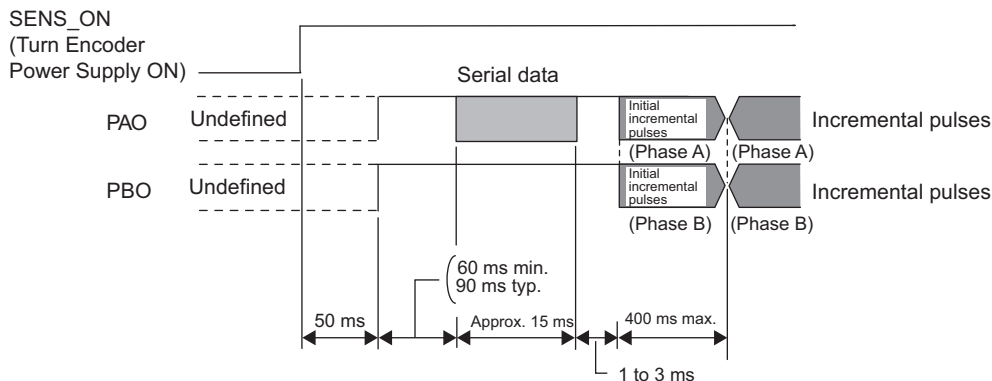 SENS_ON
(Turn Encoder
Power Supply ON)
Serial data
PAO
Undefined
Initial
incremental
pulses
Incremental pulses
(Phase A)
(Phase A)
PBO
Undefined
Initial
incremental
pulses
Incremental pulses
(Phase B)
(Phase B)
60 ms min.
90 ms typ.
50 ms
Approx. 15 ms
400 ms max.
1 to 3 ms